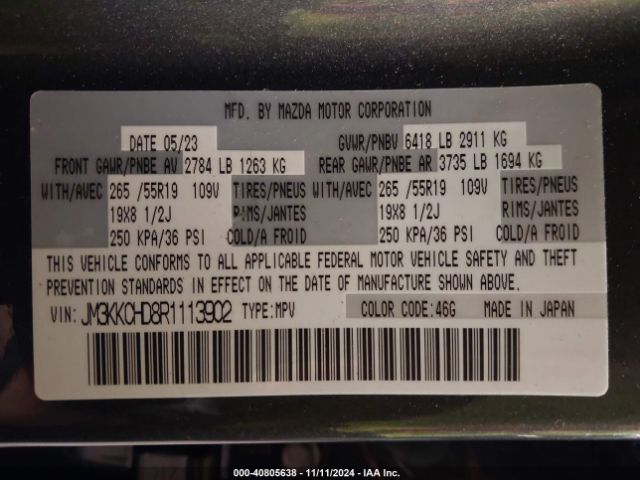 MFD. BY MAZDA MOTOR CORPORATION
DATE 05/23 GVWR/PNBV 6418 LB 2911 KG
FRONT GAWR/PNBE AV 2784 LB 1263 KG REAR GAWR/PNBE AR 3735 LB 1694 KG
WITH/AVEC 265 /55R19 109V TIRES/PNEUS WITH/AVEC 265 /55R19 109V TIRES/PNEUS
19X8 1/2J RIMS/JANTES 19X8 1/2J RIMS/JANTES
250 KPA/36 PSI COLD/A FROID 250 KPA/36 PSI COLD/A FROID
THIS VEHICLE CONFORMS TO ALL APPLICABLE FEDERAL MOTOR VEHICLE SAFETY AND THEFT
PREVENTION STANDARDS IN EFFECT ON THE DATE OF MANUFACTURE SHOWN ABOVE.
VIN: JM3KKCHD8R1113902 TYPE: MPV COLOR CODE: 46G MADE IN JAPAN
000-40805638 - 11/11/2024 - IAA Inc.